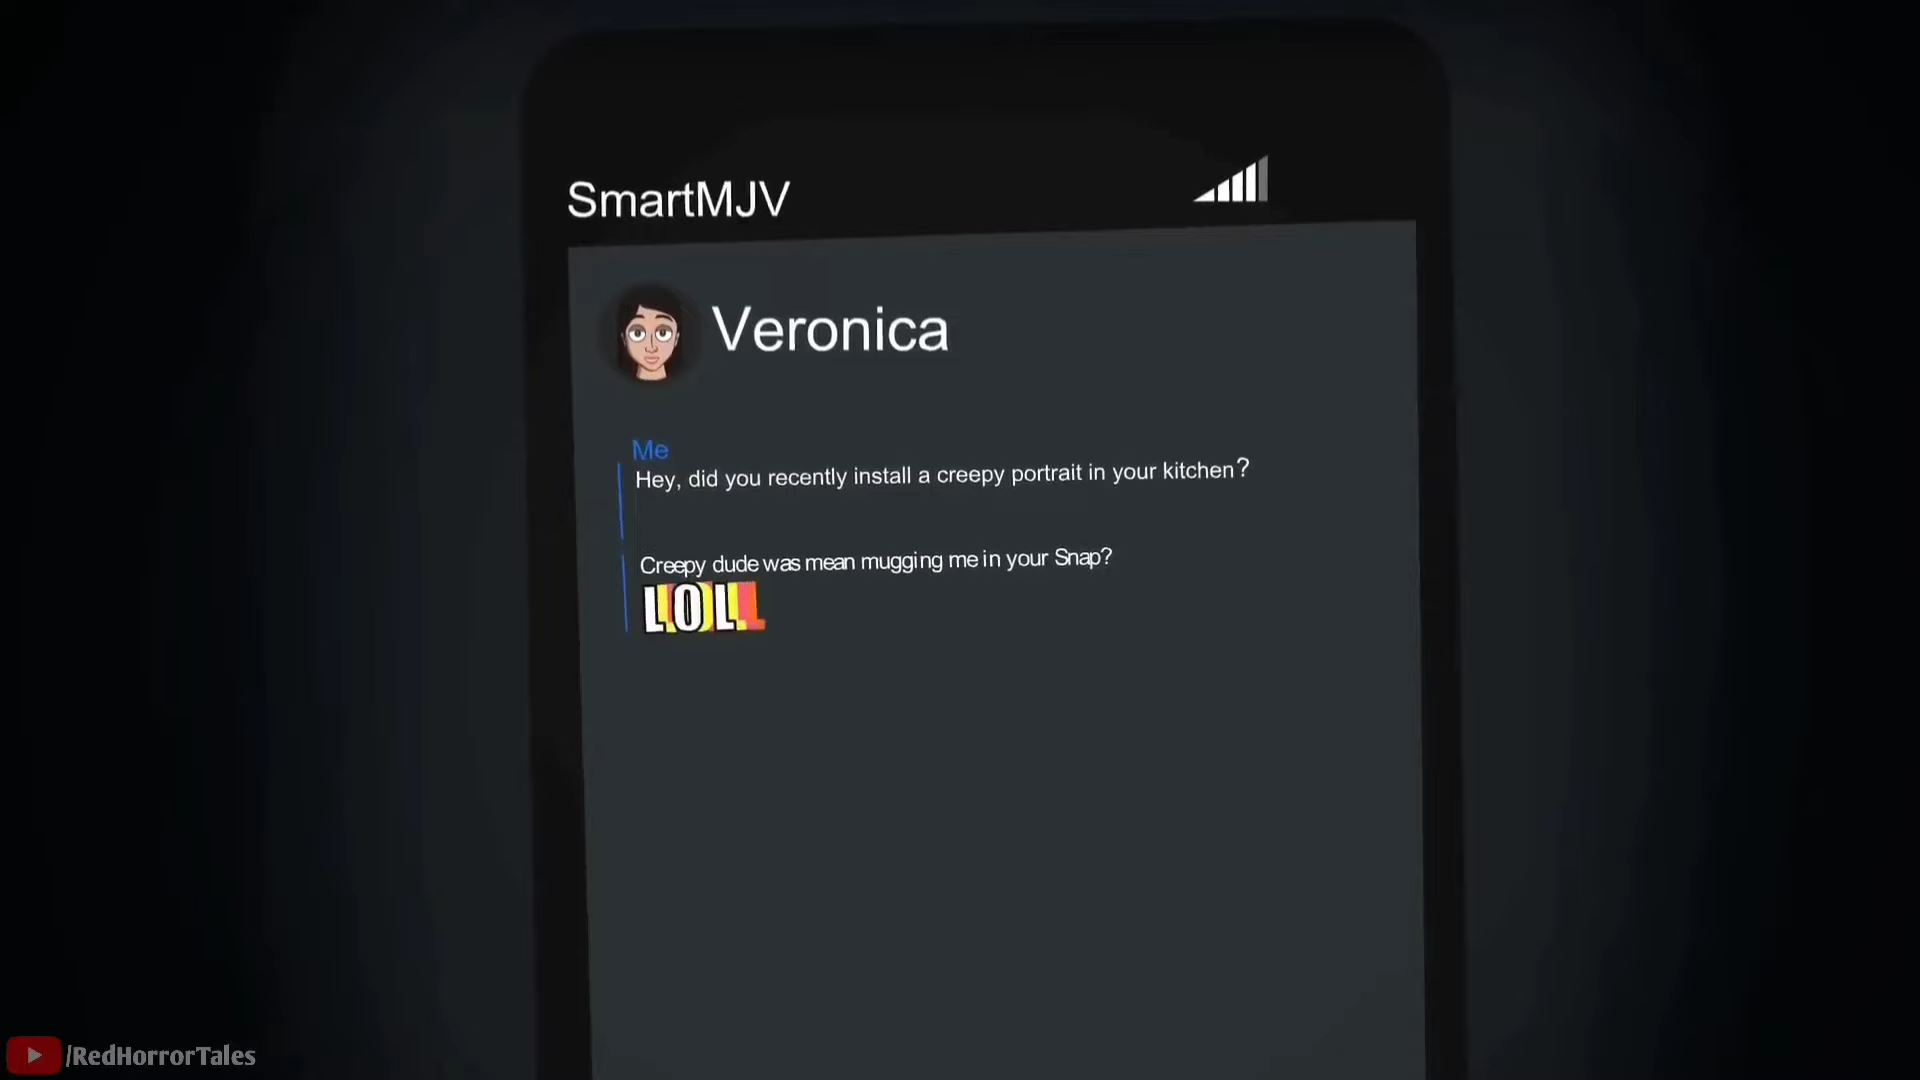 SmartMJV
Veronica
Me
Hey, did you recently install a creepy portrait in your kitchen?
Creepy dude was mean mugging me in your Snap?
LOL
/RedHorrorTales